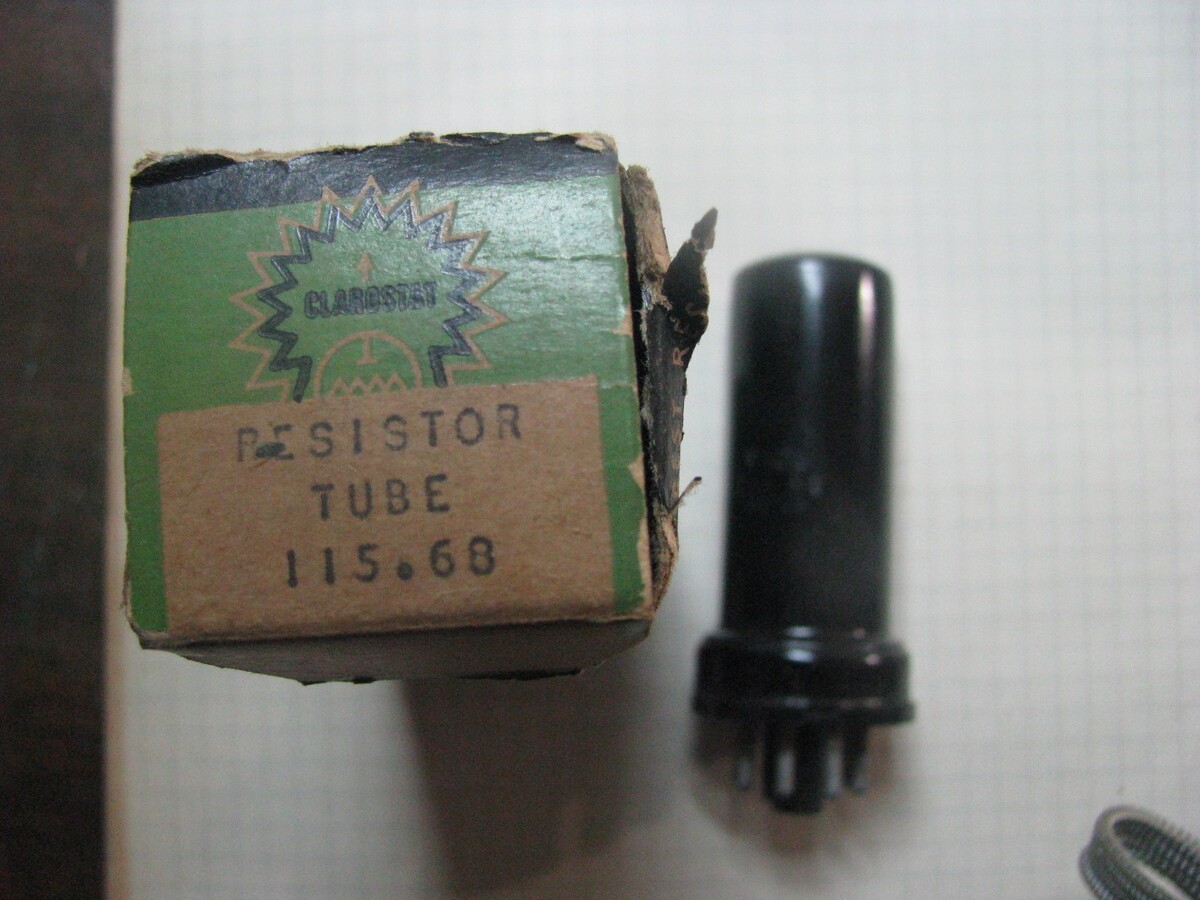 CLAROSTAT
RESISTOR
TUBE
115.68